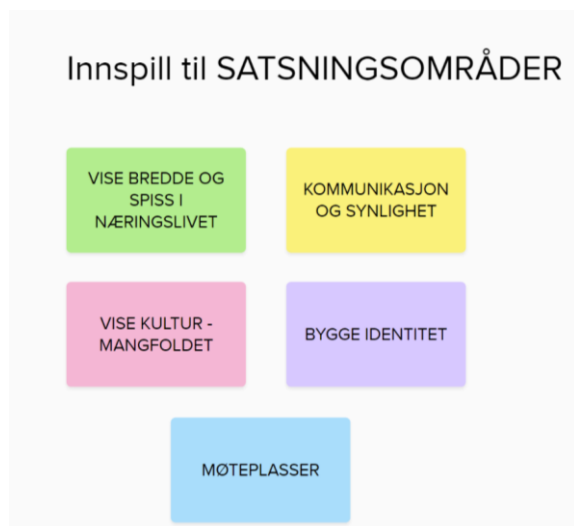 Innspill til SATSNINGSOMRÅDER
VISE BREDDE OG
SPISS I
NÆRINGSLIVET
KOMMUNIKASJON
OG SYNLIGHET
VISE KULTUR -
MANGFOLDET
BYGGE IDENTITET
MØTEPLASSER